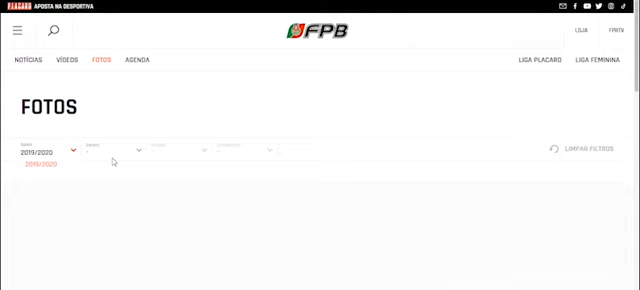 PLACARD APOSTA NA DESPORTIVA
FPB
LOJA
FPBTV
NOTÍCIAS
VÍDEOS
FOTOS
AGENDA
LIGA PLACARD
LIGA FEMININA
FOTOS
2019/2020
LIMPAR FILTROS
2019/2020